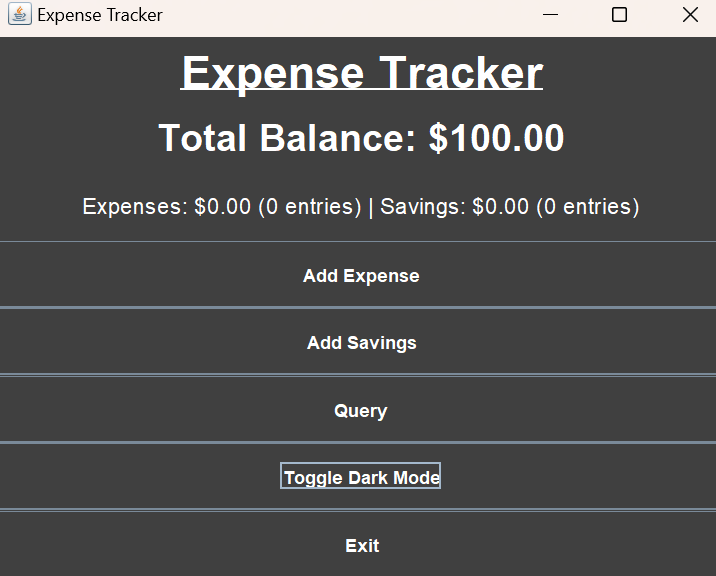 Expense Tracker
Expense Tracker
Total Balance: $100.00
Expenses: $0.00 (0 entries) | Savings: $0.00 (0 entries)
Add Expense
Add Savings
Query
Toggle Dark Mode
Exit